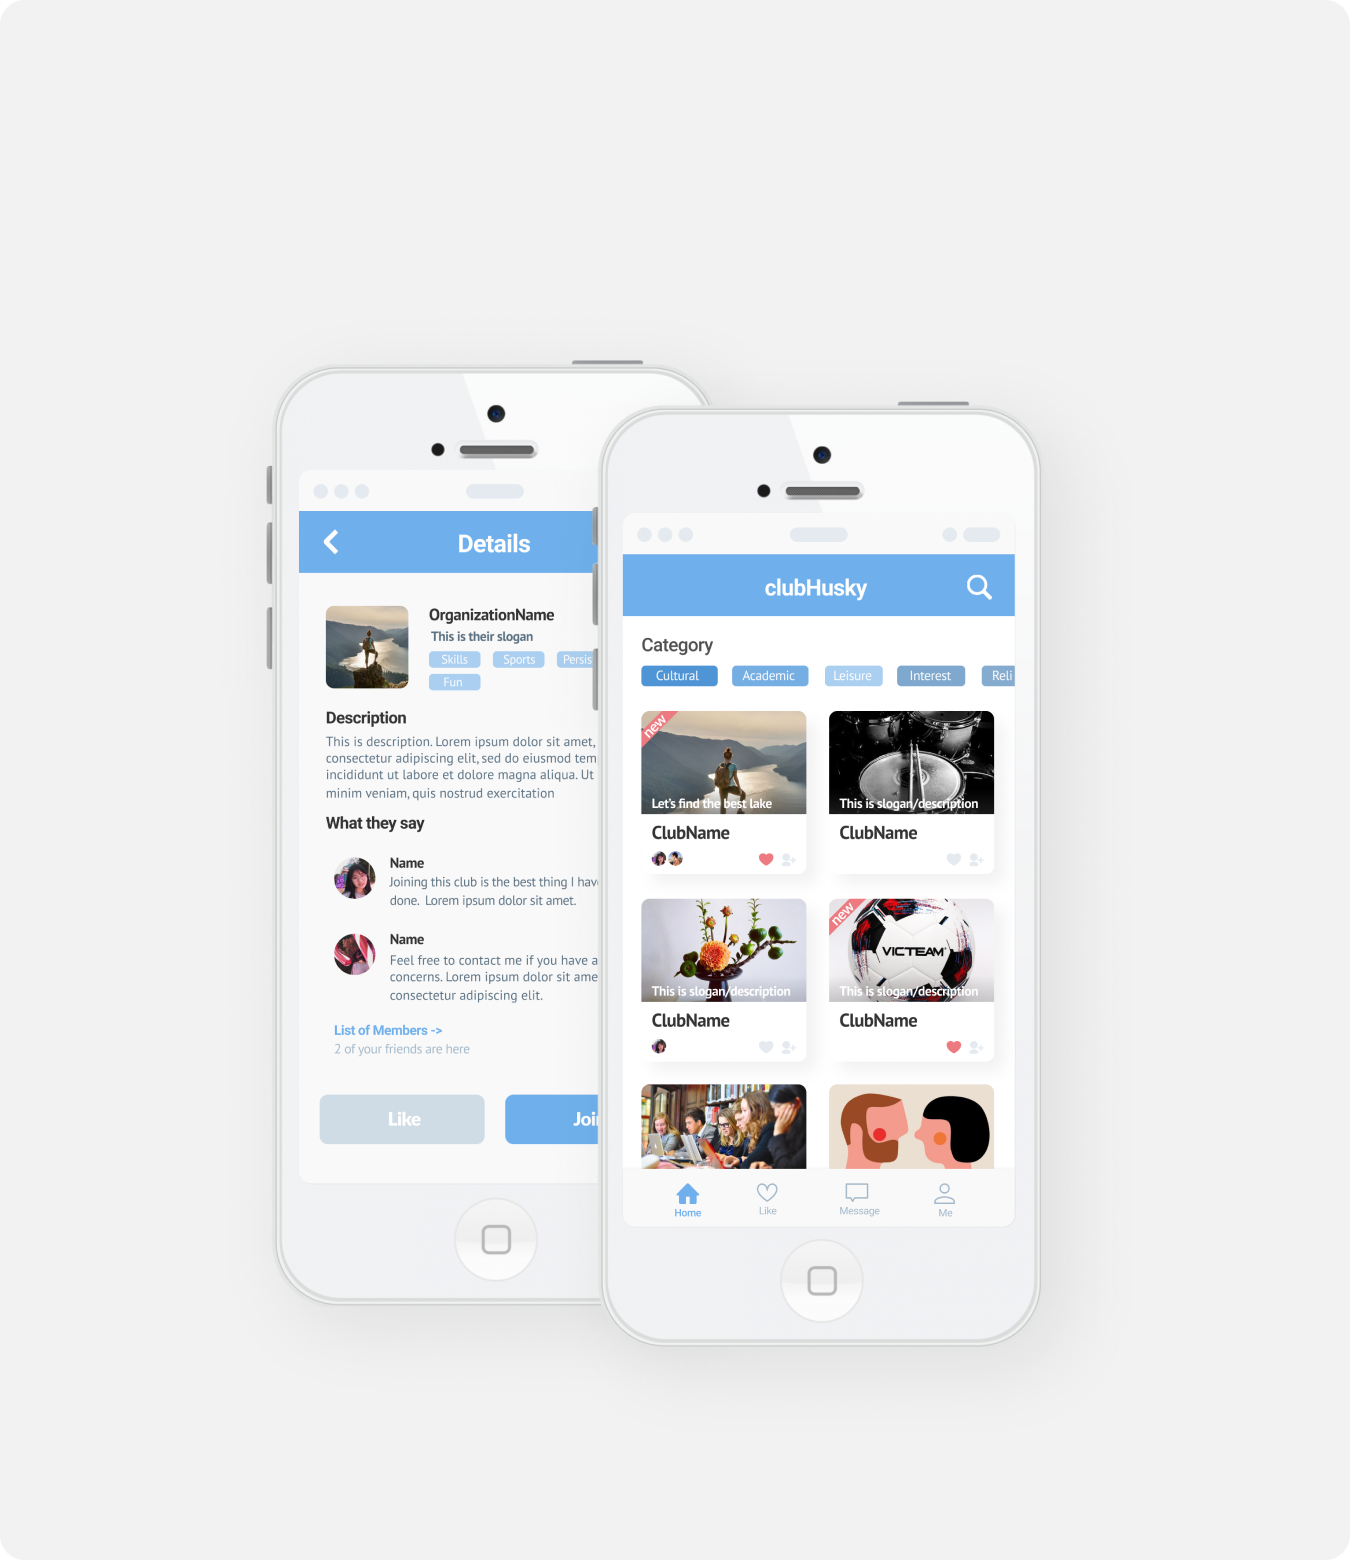 Details
OrganizationName
This is their slogan
Skills Sports Persis
Fun
Description
This is description. Lorem ipsum dolor sit amet,
consectetur adipiscing elit, sed do eiusmod tem
incididunt ut labore et dolore magna aliqua. Ut
minim veniam, quis nostrud exercitation
What they say
Name
Joining this club is the best thing I hav
done. Lorem ipsum dolor sit amet.
Name
Feel free to contact me if you have a
concerns. Lorem ipsum dolor sit ame
consectetur adipiscing elit.
List of Members ->
2 of your friends are here
Like Joi
clubHusky
Category
Cultural Academic Leisure Interest Reli
new
Let's find the best lake
This is slogan/description
ClubName
ClubName
new
VICTEAM
This is slogan/description
This is slogan/description
ClubName
ClubName
Home Like Message Me